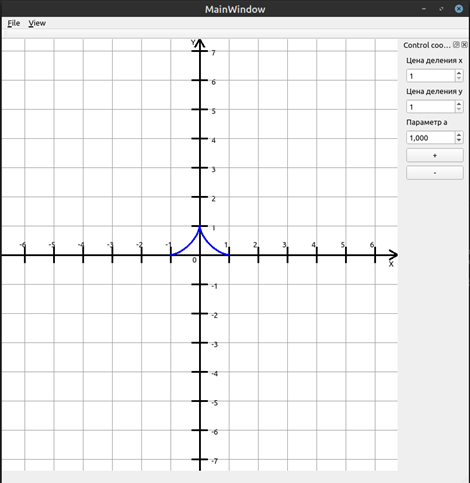 MainWindow
File View
Control coo...
Цена деления x
1
Цена деления y
1
Параметр a
1,000
+
-
Y
7
6
5
4
3
2
1
-6 -5 -4 -3 -2 -1 1 2 3 4 5 6
0
X
-1
-2
-3
-4
-5
-6
-7